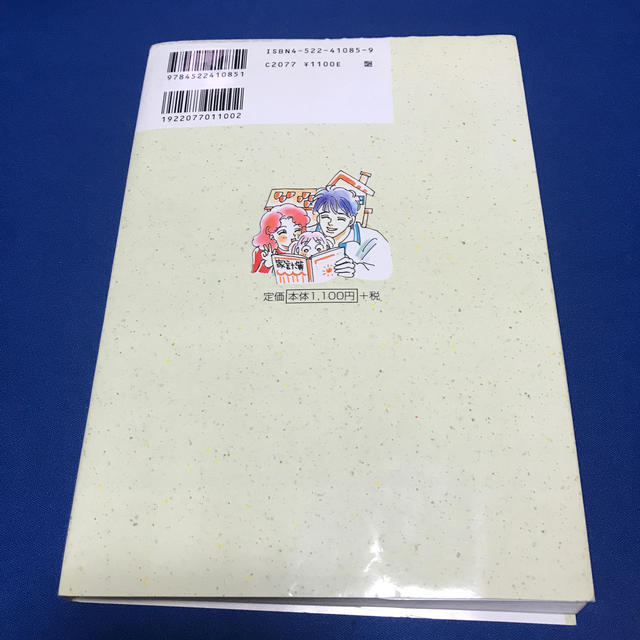 ISBN4-522-41085-9
C2077 ¥1100E
9784522410851
1922077011002
家計簿
定価 本体1,100円 +税